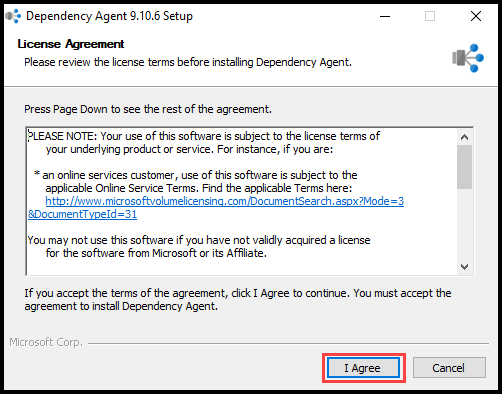 Dependency Agent 9.10.6 Setup
License Agreement
Please review the license terms before installing Dependency Agent.
Press Page Down to see the rest of the agreement.
PLEASE NOTE: Your use of this software is subject to the license terms of
your underlying product or service. For instance, if you are:
* an online services customer, use of this software is subject to the
applicable Online Service Terms. Find the applicable Terms here:
http://www.microsoftvolumelicensing.com/DocumentSearch.aspx?Mode=3
&DocumentTypeId=31
You may not use this software if you have not validly acquired a license
for the software from Microsoft or its Affiliate.
If you accept the terms of the agreement, click I Agree to continue. You must accept the
agreement to install Dependency Agent.
Microsoft Corp.
I Agree
Cancel